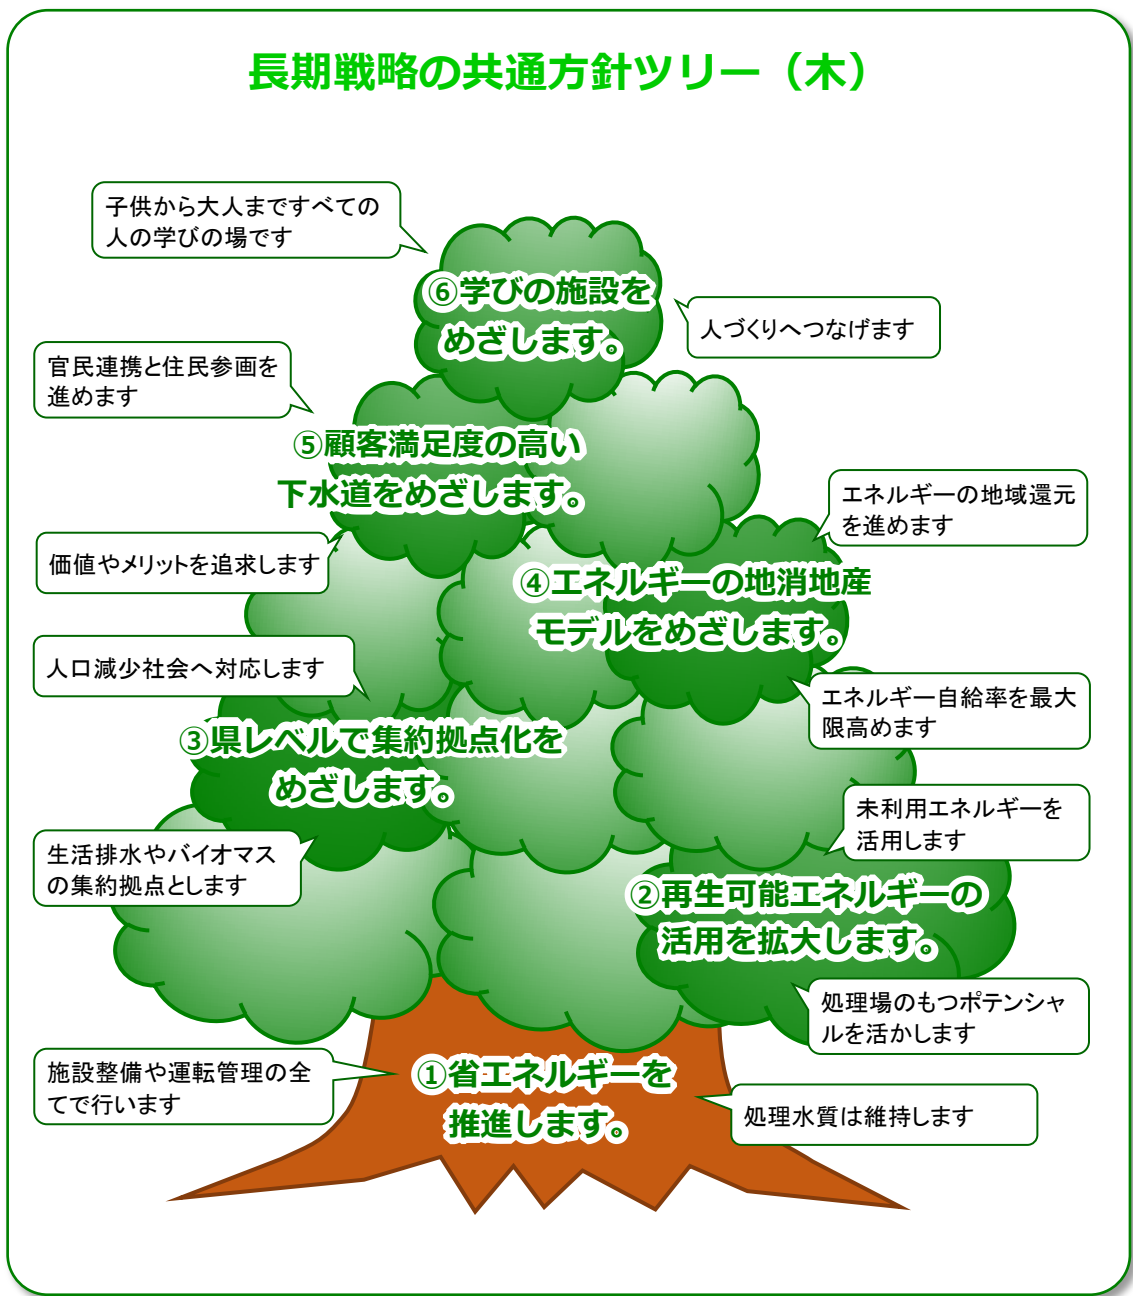 長期戦略の共通方針ツリー（木）
子供から大人まですべての
人の学びの場です
⑥学びの施設を
めざします。
人づくりへつなげます
官民連携と住民参画を
進めます
⑤顧客満足度の高い
下水道をめざします。
エネルギーの地域還元
を進めます
価値やメリットを追求します
④エネルギーの地消地産
モデルをめざします。
人口減少社会へ対応します
エネルギー自給率を最大
限高めます
③県レベルで集約拠点化を
めざします。
未利用エネルギーを
活用します
生活排水やバイオマス
の集約拠点とします
②再生可能エネルギーの
活用を拡大します。
処理場のもつポテンシャ
ルを活かします
施設整備や運転管理の全
てで行います
①省エネルギーを
推進します。
処理水質は維持します